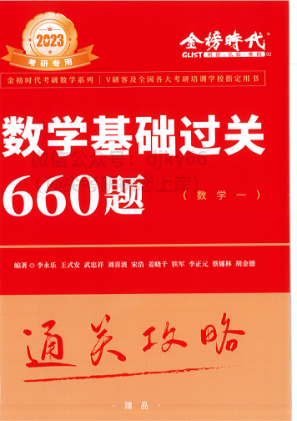 2023
考研专用
金榜時代
GLIST
金榜时代考研数学系列 | V研客及全国各大考研培训学校指定用书
数学基础过关
660题
(数学一)
编著 ◎ 李永乐 王式安 武忠祥 刘喜波 宋浩 姜晓千 铁军 李正元 蔡燧林 胡金德
通关攻略
· 赠品 ·